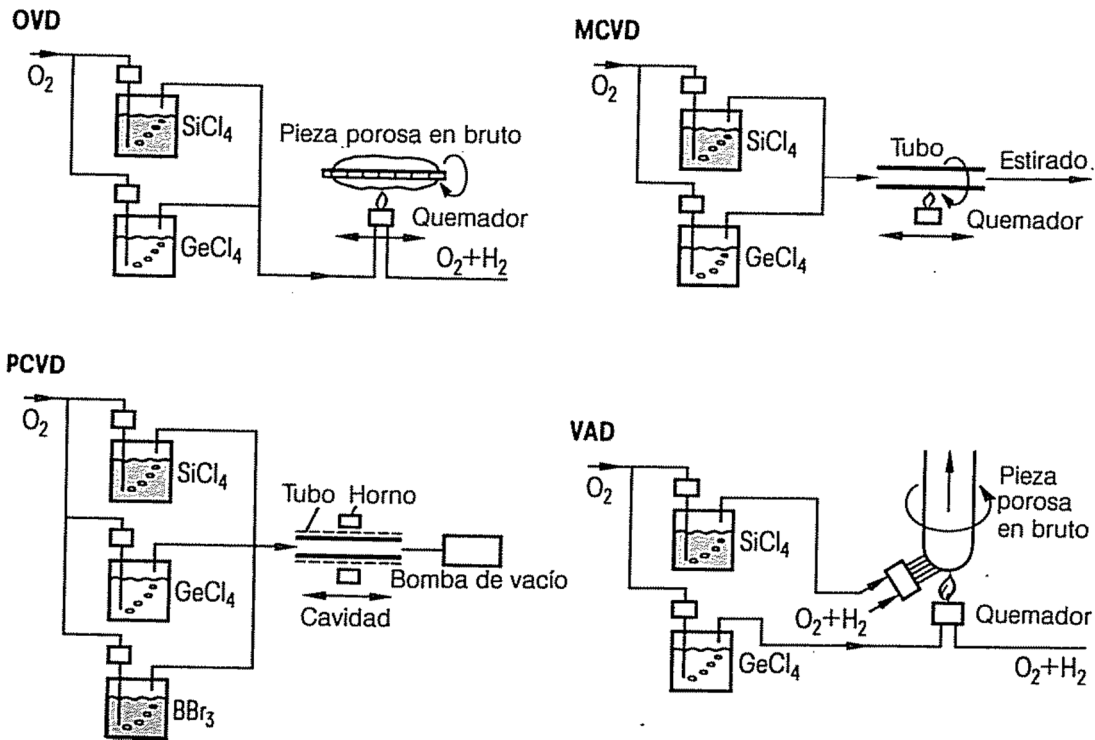 OVD
O₂
SiCl₄
GeCl₄
Pieza porosa en bruto
Quemador
O₂+H₂
MCVD
O₂
SiCl₄
GeCl₄
Tubo
Estirado
Quemador
PCVD
O₂
SiCl₄
GeCl₄
BBr₃
Tubo
Horno
Bomba de vacío
Cavidad
VAD
O₂
SiCl₄
GeCl₄
Pieza
porosa
en bruto
O₂+H₂
Quemador
O₂+H₂